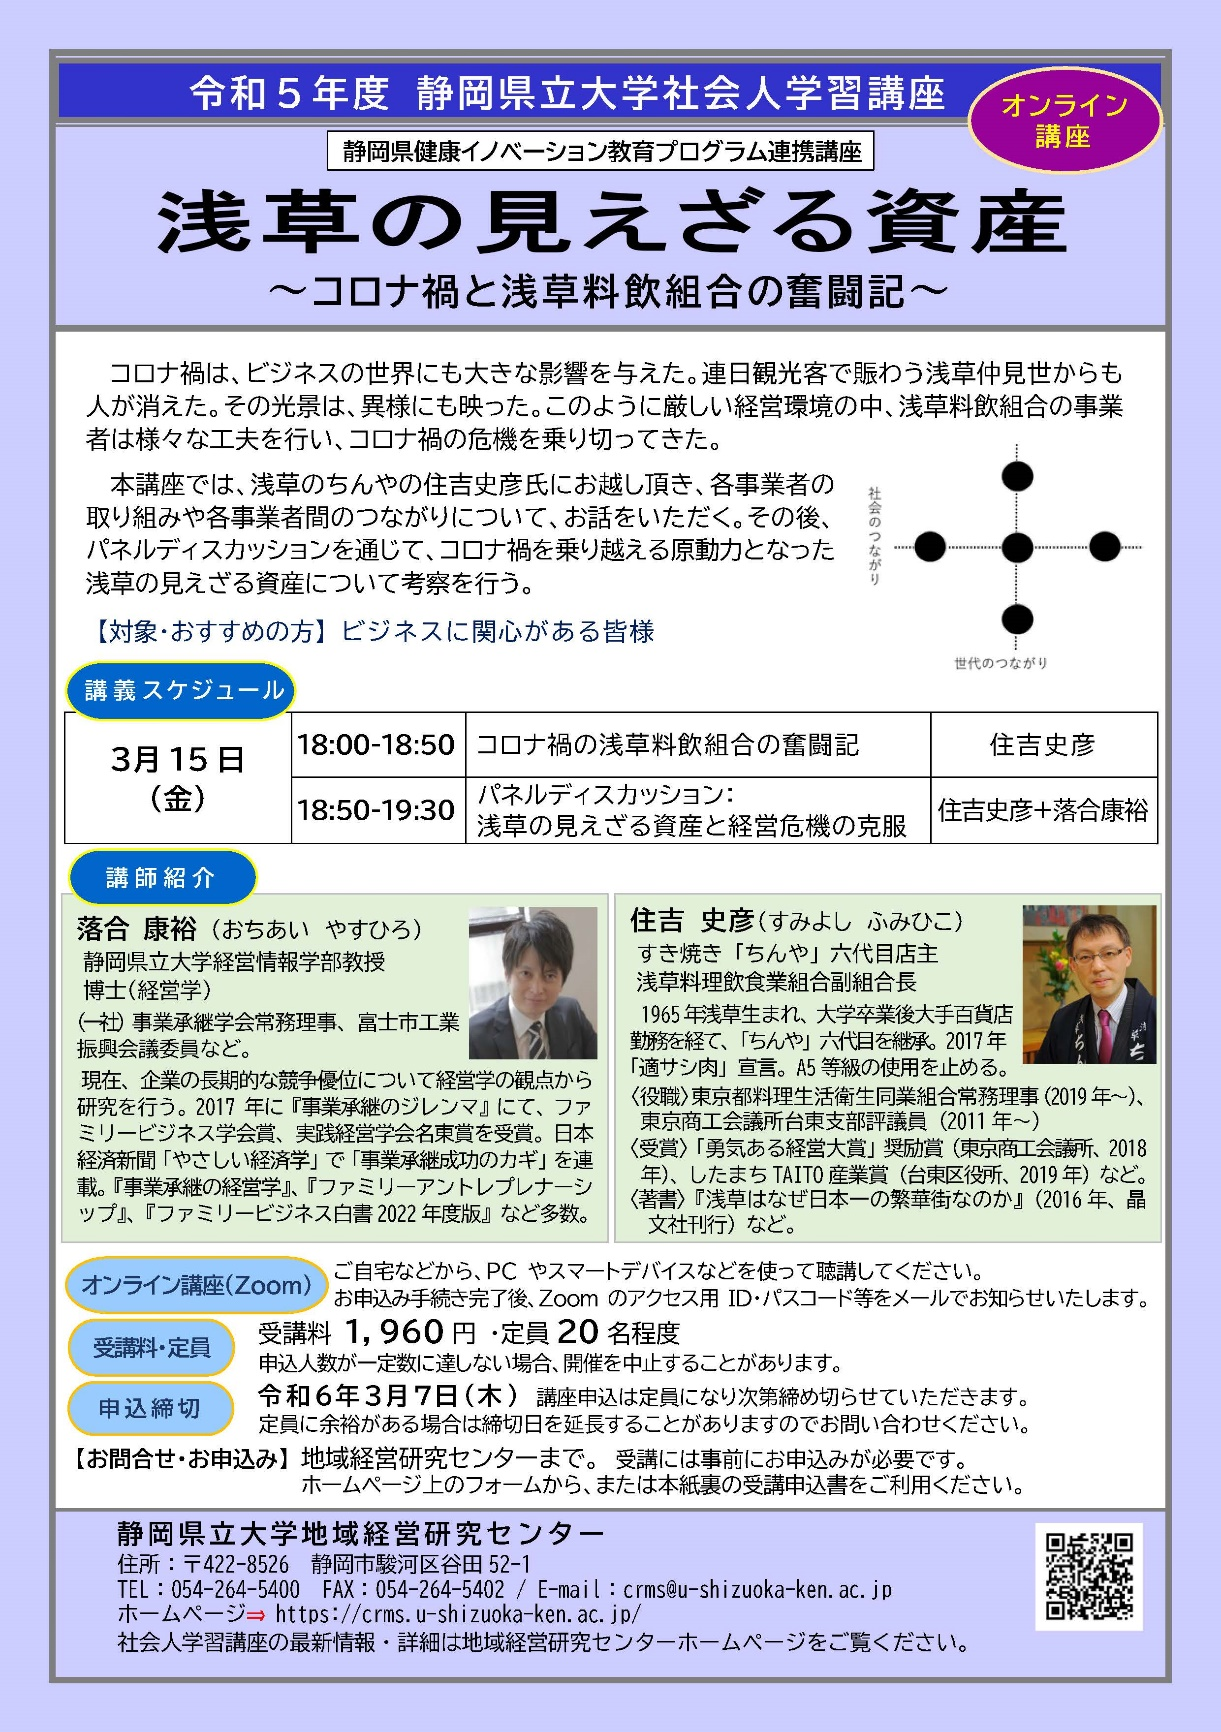 令和５年度 静岡県立大学社会人学習講座
オンライン
講座
静岡県健康イノベーション教育プログラム連携講座
浅草の見えざる資産
～コロナ禍と浅草料飲組合の奮闘記～
コロナ禍は、ビジネスの世界にも大きな影響を与えた。連日観光客で賑わう浅草仲見世からも
人が消えた。その光景は、異様にも映った。このように厳しい経営環境の中、浅草料飲組合の事業
者は様々な工夫を行い、コロナ禍の危機を乗り切ってきた。
本講座では、浅草のちんやの住吉史彦氏にお越し頂き、各事業者の
取り組みや各事業者間のつながりについて、お話をいただく。その後、
パネルディスカッションを通じて、コロナ禍を乗り越える原動力となった
浅草の見えざる資産について考察を行う。
社会のつながり
世代のつながり
【対象・おすすめの方】ビジネスに関心がある皆様
講義スケジュール
3月15日
（金）
18:00-18:50
コロナ禍の浅草料飲組合の奮闘記
住吉史彦
18:50-19:30
パネルディスカッション：
浅草の見えざる資産と経営危機の克服
住吉史彦＋落合康裕
講師紹介
落合 康裕（おちあい やすひろ）
静岡県立大学経営情報学部教授
博士（経営学）
（一社）事業承継学会常務理事、富士市工業
振興会議委員など。
現在、企業の長期的な競争優位について経営学の観点から
研究を行う。2017年に『事業承継のジレンマ』にて、ファ
ミリービジネス学会賞、実践経営学会名東賞を受賞。日本
経済新聞「やさしい経済学」で「事業承継成功のカギ」を連
載。『事業承継の経営学』、『ファミリーアントレプレナーシ
ップ』、『ファミリービジネス白書2022年度版』など多数。
住吉 史彦（すみよし ふみひこ）
すき焼き「ちんや」六代目店主
浅草料理飲食業組合副組合長
1965年浅草生まれ、大学卒業後大手百貨店
勤務を経て、「ちんや」六代目を継承。2017年
「適サシ肉」宣言。A5等級の使用を止める。
〈役職〉東京都料理生活衛生同業組合常務理事（2019年～）、
東京商工会議所台東支部評議員（2011年～）
〈受賞〉「勇気ある経営大賞」奨励賞（東京商工会議所、2018
年）、したまちTAITO産業賞（台東区役所、2019年）など。
〈著書〉『浅草はなぜ日本一の繁華街なのか』（2016年、晶
文社刊行）など。
オンライン講座（Zoom）
ご自宅などから、PC やスマートデバイスなどを使って聴講してください。
お申込み手続き完了後、Zoom のアクセス用 ID・パスコード等をメールでお知らせいたします。
受講料・定員
受講料 1,960円 ・定員20名程度
申込人数が一定数に達しない場合、開催を中止することがあります。
申込締切
令和6年3月7日（木） 講座申込は定員になり次第締め切らせていただきます。
定員に余裕がある場合は締切日を延長することがありますのでお問い合わせください。
【お問合せ・お申込み】地域経営研究センターまで。 受講には事前にお申込みが必要です。
ホームページ上のフォームから、または本紙裏の受講申込書をご利用ください。
静岡県立大学地域経営研究センター
住所：〒422-8526 静岡市駿河区谷田52-1
TEL：054-264-5400 FAX：054-264-5402 / E-mail：crms@u-shizuoka-ken.ac.jp
ホームページ⇒ https://crms.u-shizuoka-ken.ac.jp/
社会人学習講座の最新情報・詳細は地域経営研究センターホームページをご覧ください。